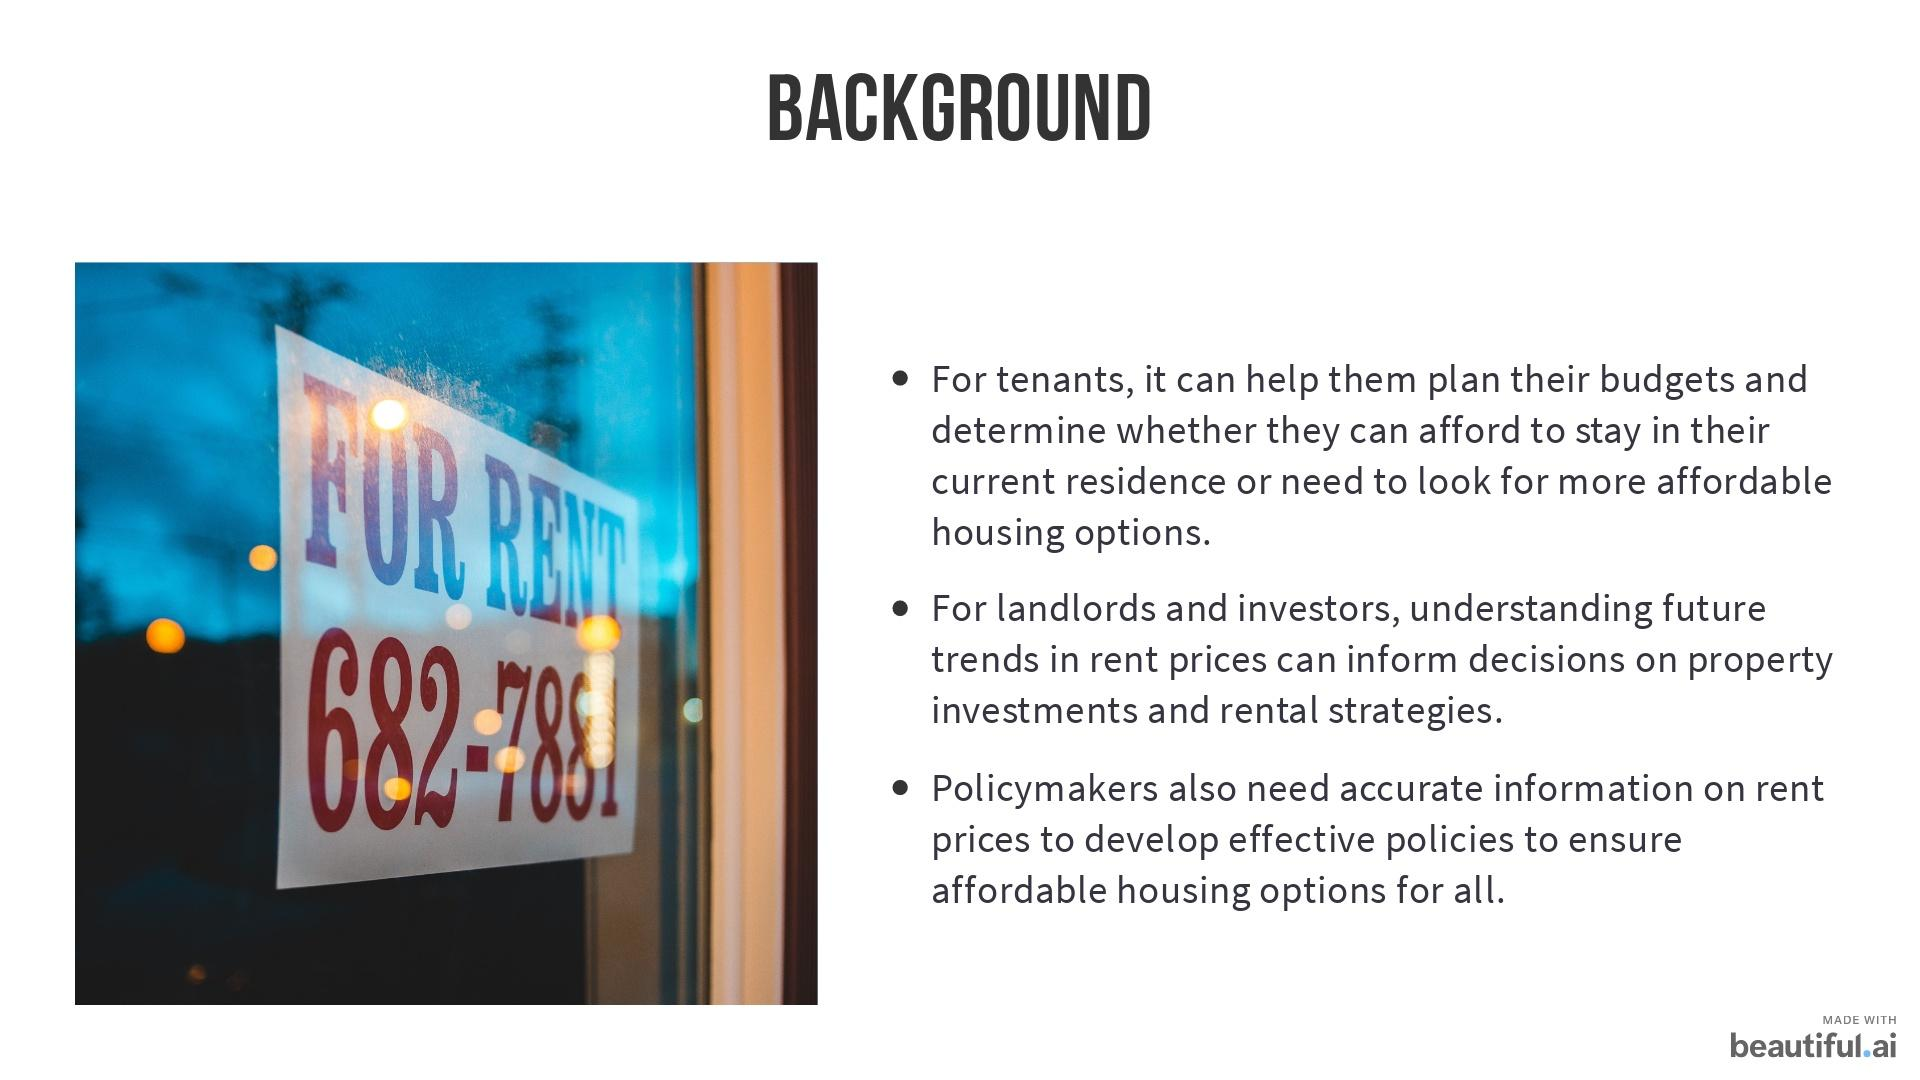 BACKGROUND
FOR RENT
682-7881
• For tenants, it can help them plan their budgets and
determine whether they can afford to stay in their
current residence or need to look for more affordable
housing options.
• For landlords and investors, understanding future
trends in rent prices can inform decisions on property
investments and rental strategies.
• Policymakers also need accurate information on rent
prices to develop effective policies to ensure
affordable housing options for all.
MADE WITH
beautiful.ai